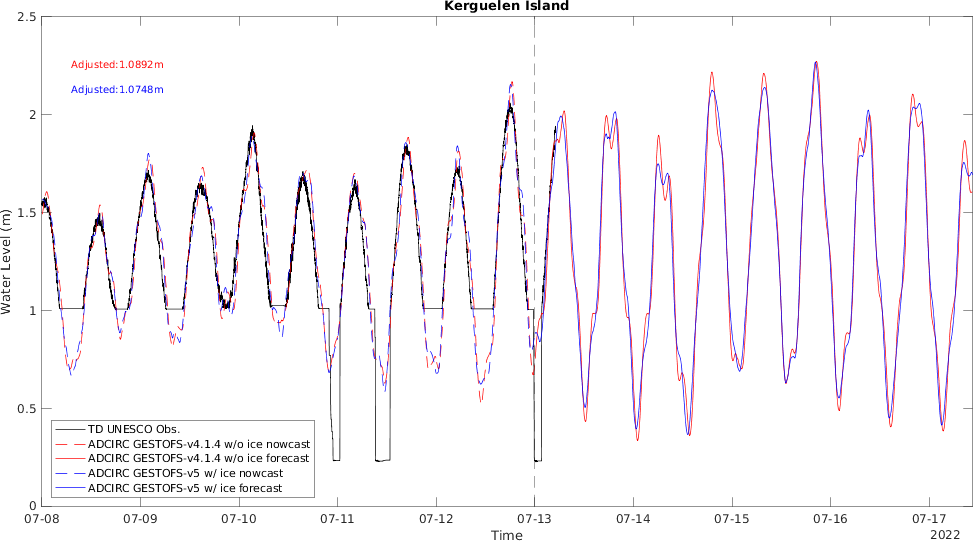 Kerguelen Island
2.5
2
1.5
1
0.5
0
Water Level (m)
Adjusted:1.0892m
Adjusted:1.0748m
TD UNESCO Obs.
ADCIRC GESTOFS-v4.1.4 w/o ice nowcast
ADCIRC GESTOFS-v4.1.4 w/o ice forecast
ADCIRC GESTOFS-v5 w/ ice nowcast
ADCIRC GESTOFS-v5 w/ ice forecast
07-08 07-09 07-10 07-11 07-12 07-13 07-14 07-15 07-16 07-17
Time
2022